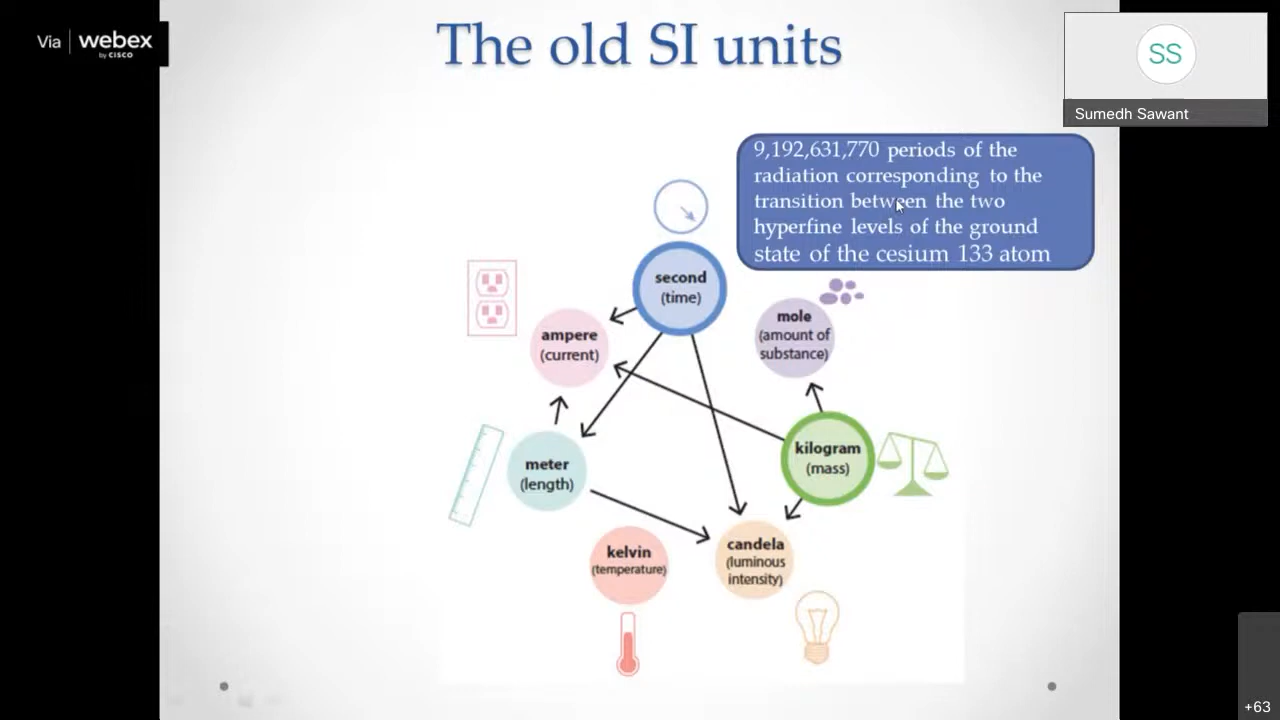 Via webex
by CISCO
The old SI units
SS
Sumedh Sawant
9,192,631,770 periods of the
radiation corresponding to the
transition between the two
hyperfine levels of the ground
state of the cesium 133 atom
second
(time)
mole
(amount of
substance)
ampere
(current)
kilogram
(mass)
meter
(length)
kelvin
(temperature)
candela
(luminous
intensity)
+63